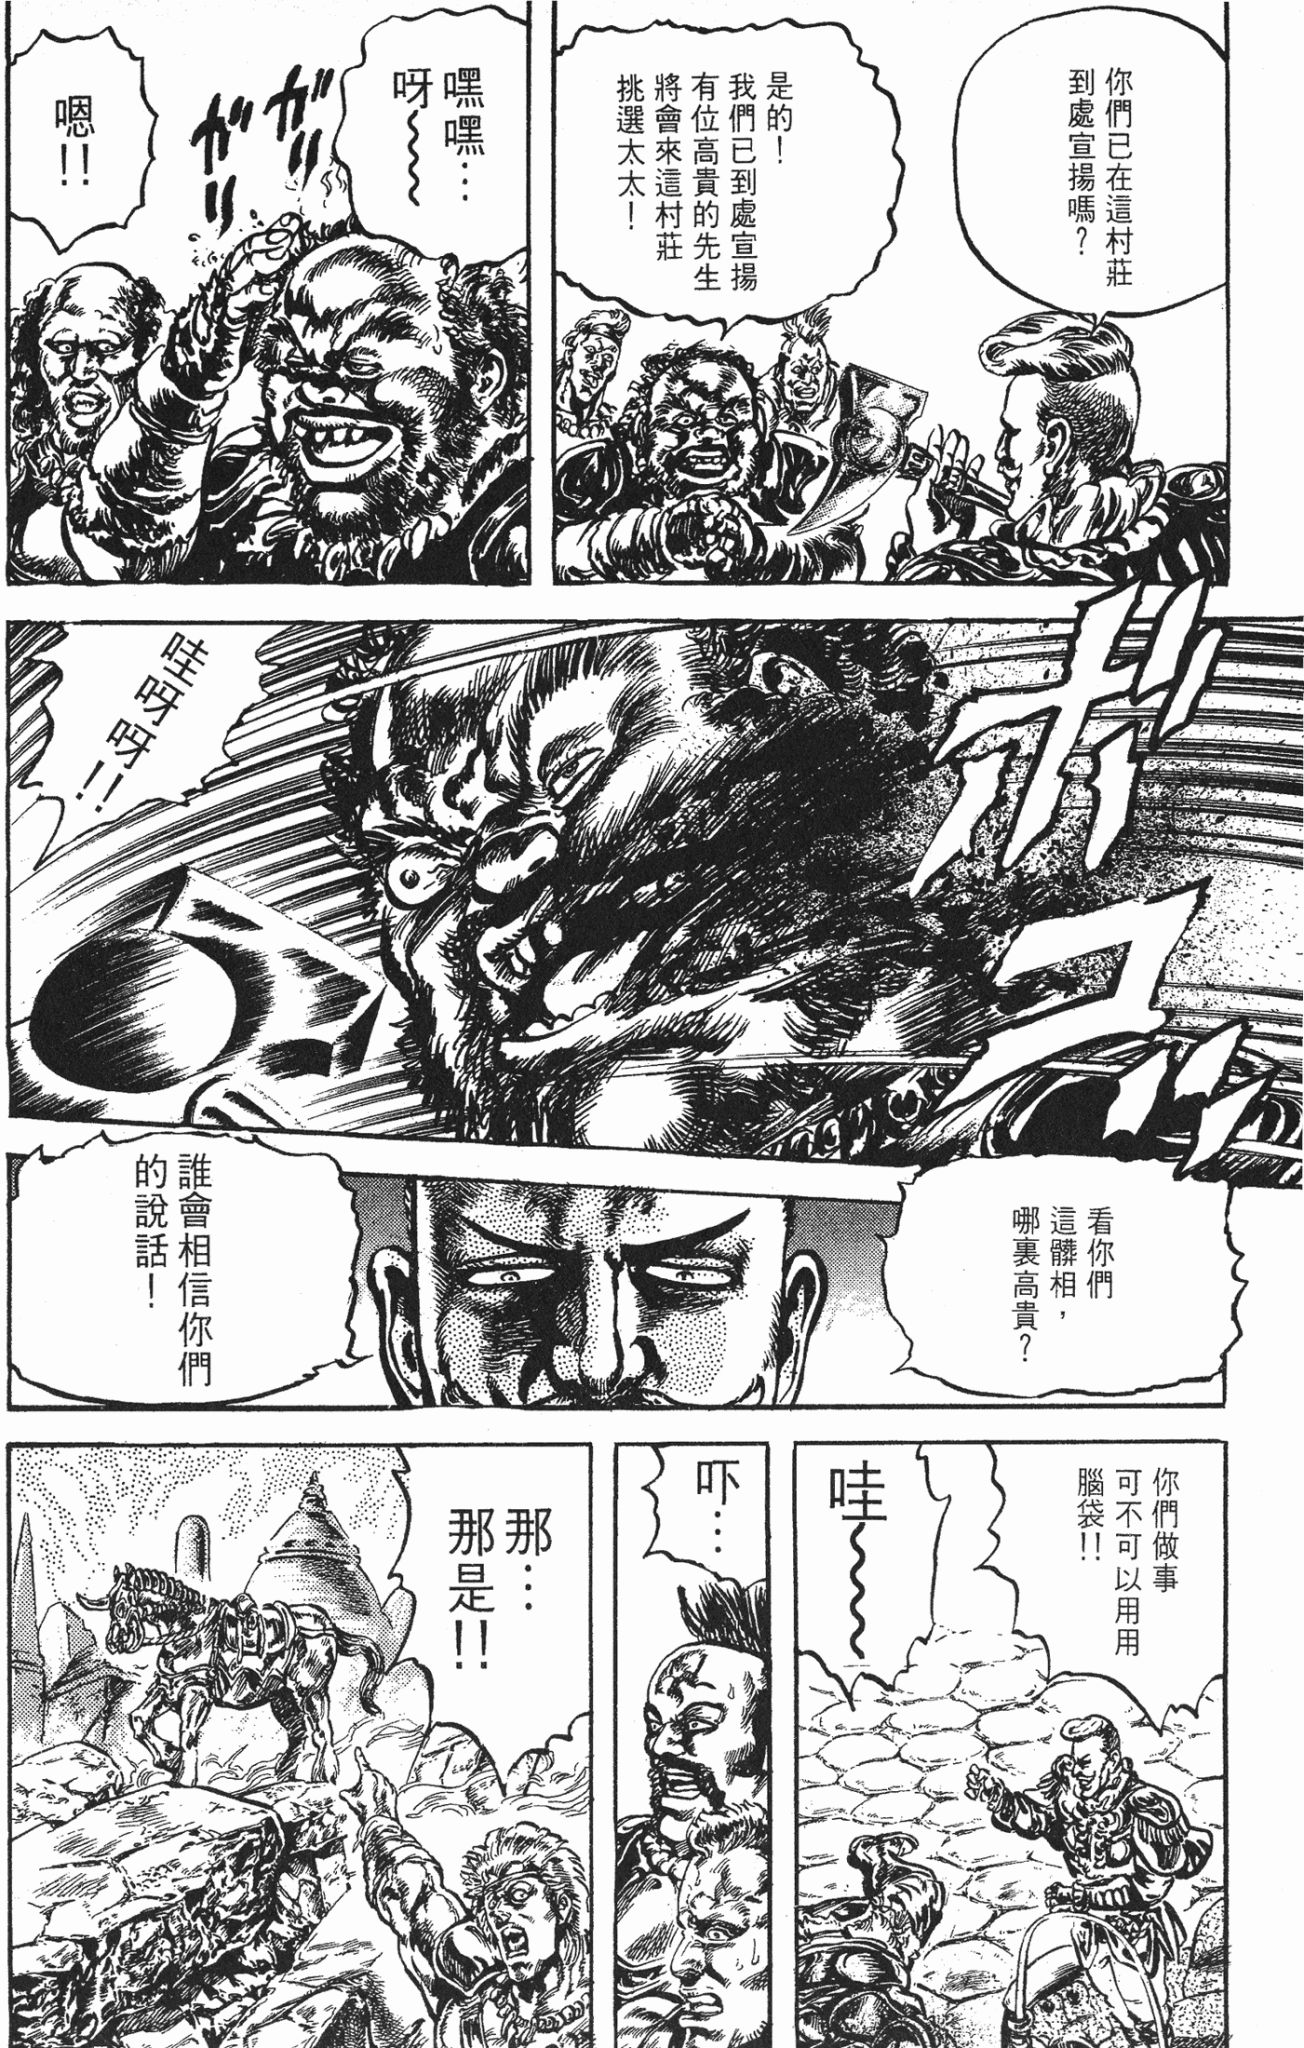 你們已在這村莊
到處宣揚嗎？
是的！
我們已到處宣揚
有位高貴的先生
將會來這村莊
挑選太太！
嘿嘿…
呀～～
ガガ
リリ
嗯!!
ボゴッ
哇呀呀!!
看你們
這髒相，
哪裏高貴？
誰會相信你們
的說話！
你們做事
可不可以用用
腦袋!!
哇～～
吓…
那…
那是!!